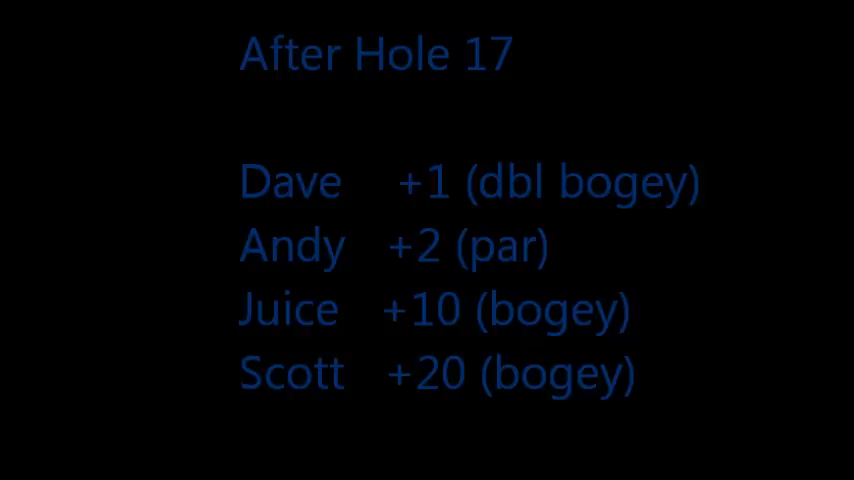 After Hole 17
Dave +1 (dbl bogey)
Andy +2 (par)
Juice +10 (bogey)
Scott +20 (bogey)